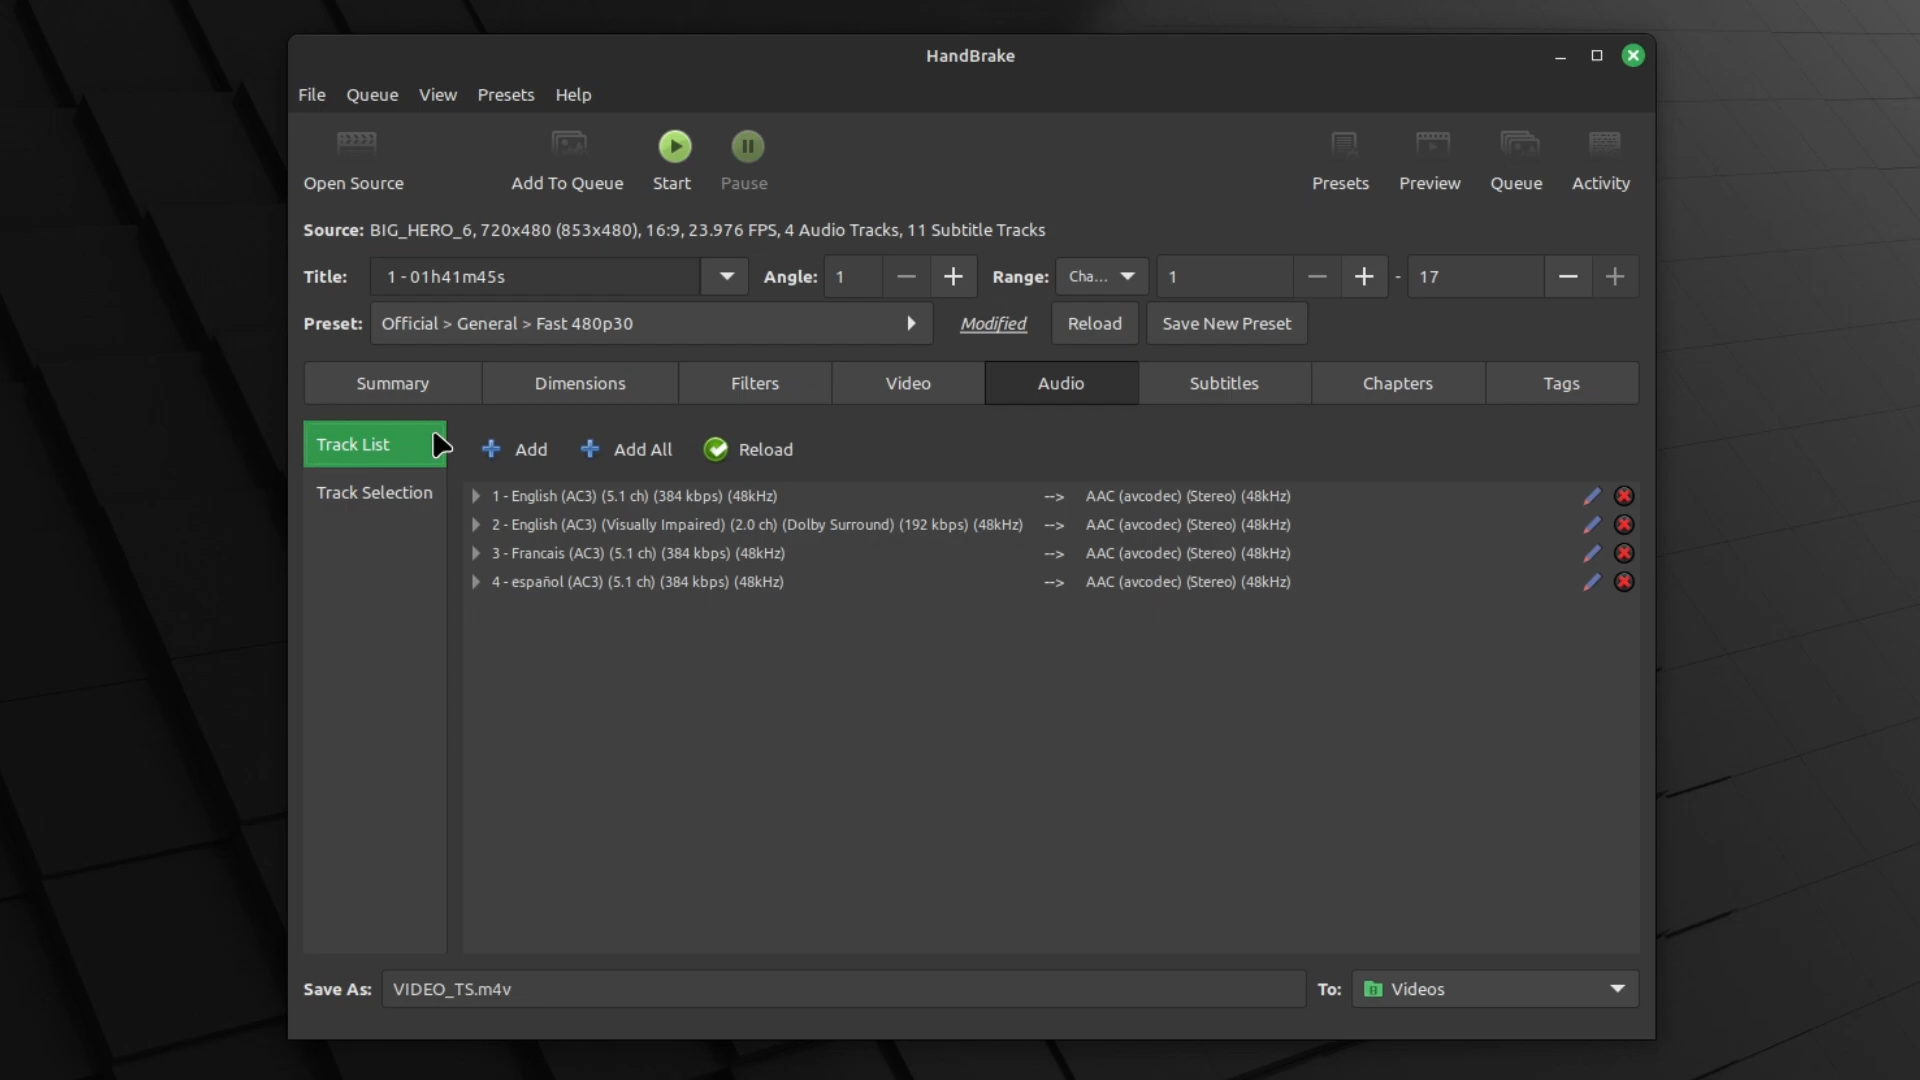 HandBrake
File Queue View Presets Help
Open Source Add To Queue Start Pause Presets Preview Queue Activity
Source: BIG_HERO_6, 720x480 (853x480), 16:9, 23.976 FPS, 4 Audio Tracks, 11 Subtitle Tracks
Title: 1 - 01h41m45s Angle: 1 Range: Cha... 1 - 17
Preset: Official > General > Fast 480p30 Modified Reload Save New Preset
Summary Dimensions Filters Video Audio Subtitles Chapters Tags
Track List Add Add All Reload
Track Selection
1 - English (AC3) (5.1 ch) (384 kbps) (48kHz) --> AAC (avcodec) (Stereo) (48kHz)
2 - English (AC3) (Visually Impaired) (2.0 ch) (Dolby Surround) (192 kbps) (48kHz) --> AAC (avcodec) (Stereo) (48kHz)
3 - Francais (AC3) (5.1 ch) (384 kbps) (48kHz) --> AAC (avcodec) (Stereo) (48kHz)
4 - español (AC3) (5.1 ch) (384 kbps) (48kHz) --> AAC (avcodec) (Stereo) (48kHz)
Save As: VIDEO_TS.m4v To: Videos